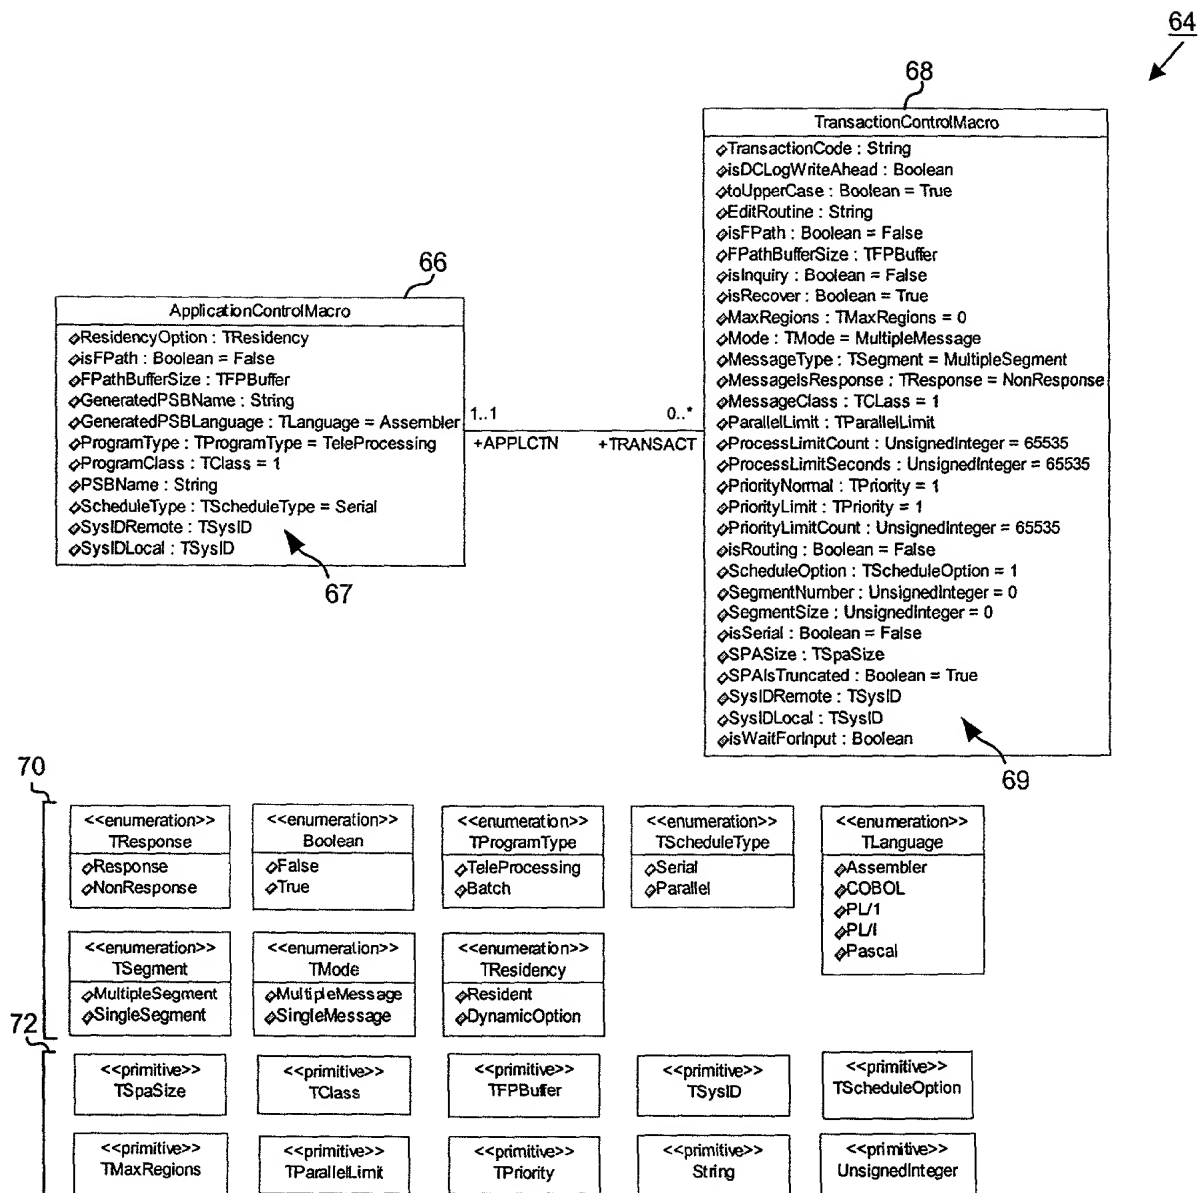 64
68
TransactionControlMacro
TransactionCode : String
isDCLogWriteAhead : Boolean
toUpperCase : Boolean = True
EditRoutine : String
isFPath : Boolean = False
FPathBufferSize : TFPBuffer
isInquiry : Boolean = False
isRecover : Boolean = True
MaxRegions : TMaxRegions = 0
Mode : TMode = MultipleMessage
MessageType : TSegment = MultipleSegment
MessageIsResponse : TResponse = NonResponse
MessageClass : TCLass = 1
ParallelLimit : TParallelLimit
ProcessLimitCount : UnsignedInteger = 65535
ProcessLimitSeconds : UnsignedInteger = 65535
PriorityNormal : TPriority = 1
PriorityLimit : TPriority = 1
PriorityLimitCount : UnsignedInteger = 65535
isRouting : Boolean = False
ScheduleOption : TScheduleOption = 1
SegmentNumber : UnsignedInteger = 0
SegmentSize : UnsignedInteger = 0
isSerial : Boolean = False
SPASize : TSpaSize
SPAIsTruncated : Boolean = True
SysIDRemote : TSysID
SysIDLocal : TSysID
isWaitForInput : Boolean
69
66
ApplicationControlMacro
ResidencyOption : TResidency
isFPath : Boolean = False
FPathBufferSize : TFPBuffer
GeneratedPSBName : String
GeneratedPSBLanguage : TLanguage = Assembler
ProgramType : TProgramType = TeleProcessing
ProgramClass : TClass = 1
PSBName : String
ScheduleType : TScheduleType = Serial
SysIDRemote : TSysID
SysIDLocal : TSysID
67
1..1 0..*
+APPLCTN +TRANSACT
70
<<enumeration>>
TResponse
Response
NonResponse
<<enumeration>>
Boolean
False
True
<<enumeration>>
TProgramType
TeleProcessing
Batch
<<enumeration>>
TScheduleType
Serial
Parallel
<<enumeration>>
TLanguage
Assembler
COBOL
PL/1
PL/I
Pascal
<<enumeration>>
TSegment
MultipleSegment
SingleSegment
<<enumeration>>
TMode
MultipleMessage
SingleMessage
<<enumeration>>
TResidency
Resident
DynamicOption
72
<<primitive>>
TSpaSize
<<primitive>>
TClass
<<primitive>>
TFPBuffer
<<primitive>>
TSysID
<<primitive>>
TScheduleOption
<<primitive>>
TMaxRegions
<<primitive>>
TParallelLimit
<<primitive>>
TPriority
<<primitive>>
String
<<primitive>>
UnsignedInteger